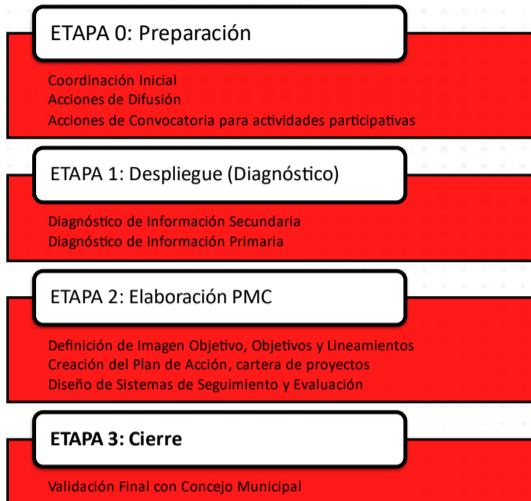 ETAPA 0: Preparación
Coordinación Inicial
Acciones de Difusión
Acciones de Convocatoria para actividades participativas
ETAPA 1: Despliegue (Diagnóstico)
Diagnóstico de Información Secundaria
Diagnóstico de Información Primaria
ETAPA 2: Elaboración PMC
Definición de Imagen Objetivo, Objetivos y Lineamientos
Creación del Plan de Acción, cartera de proyectos
Diseño de Sistemas de Seguimiento y Evaluación
ETAPA 3: Cierre
Validación Final con Concejo Municipal